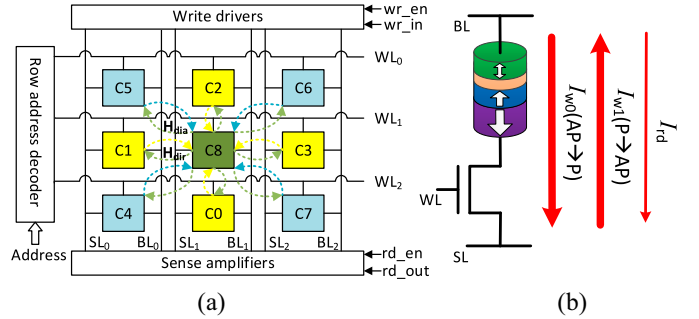 Write drivers
wr_en
wr_in
Row address decoder
Address
WL0
WL1
WL2
C5
C2
C6
Hdia
C1
Hdir
C8
C3
C4
C0
C7
SL0
BL0
SL1
BL1
SL2
BL2
Sense amplifiers
rd_en
rd_out
(a)
BL
WL
SL
Iw0(AP→P)
Iw1(P→AP)
Ird
(b)